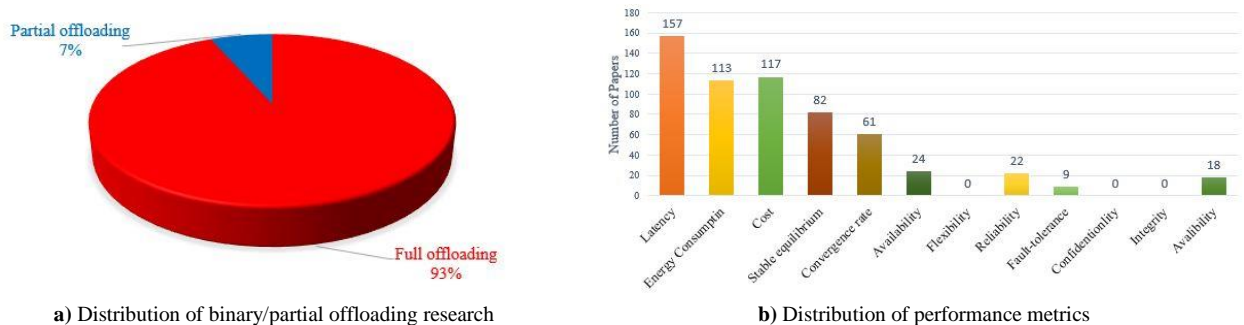 Partial offloading
7%
Full offloading
93%
a) Distribution of binary/partial offloading research
Number of Papers
180
160
140
120
100
80
60
40
20
0
157
113
117
82
61
24
0
22
9
0
0
18
Latency
Energy Consumptin
Cost
Stable equilibrium
Convergence rate
Availability
Flexibility
Reliability
Fault-tolerance
Confidentionlity
Integrity
Avalibility
b) Distribution of performance metrics